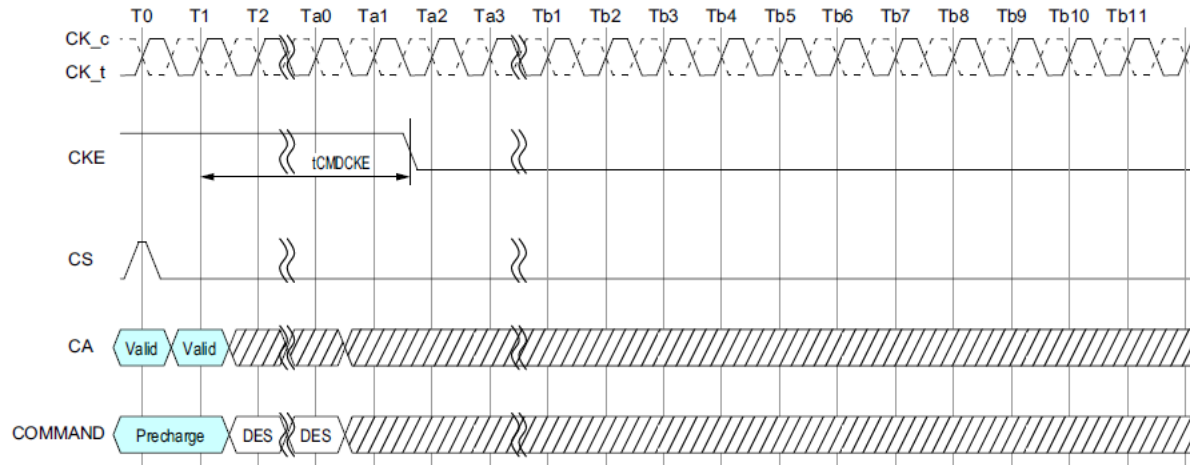 T0 T1 T2 Ta0 Ta1 Ta2 Ta3 Tb1 Tb2 Tb3 Tb4 Tb5 Tb6 Tb7 Tb8 Tb9 Tb10 Tb11
CK_c
CK_t
CKE
tCMDCKE
CS
CA Valid Valid
COMMAND Precharge DES DES